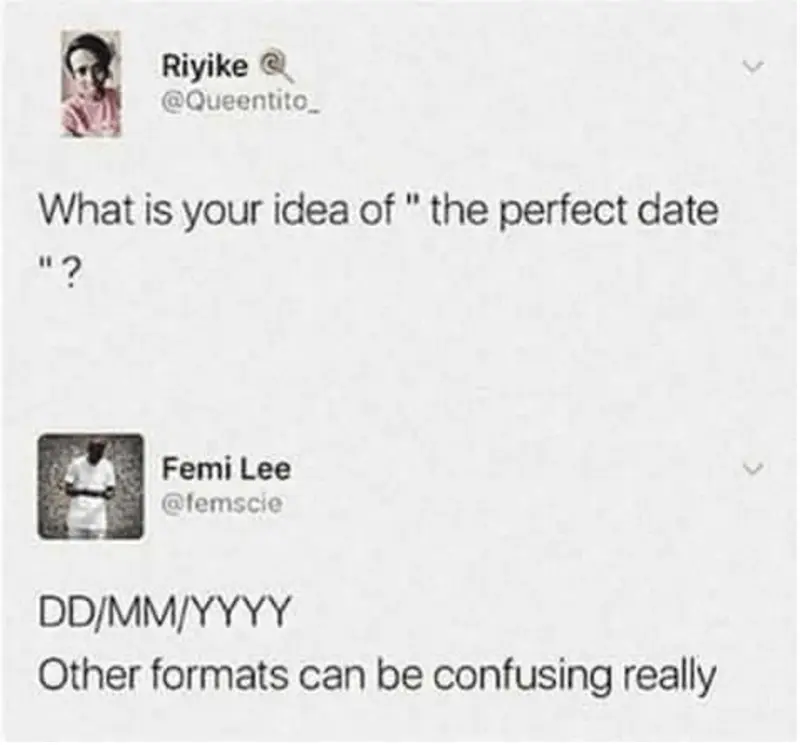 Riyike
@Queentito_
What is your idea of " the perfect date
" ?
Femi Lee
@femscie
DD/MM/YYYY
Other formats can be confusing really